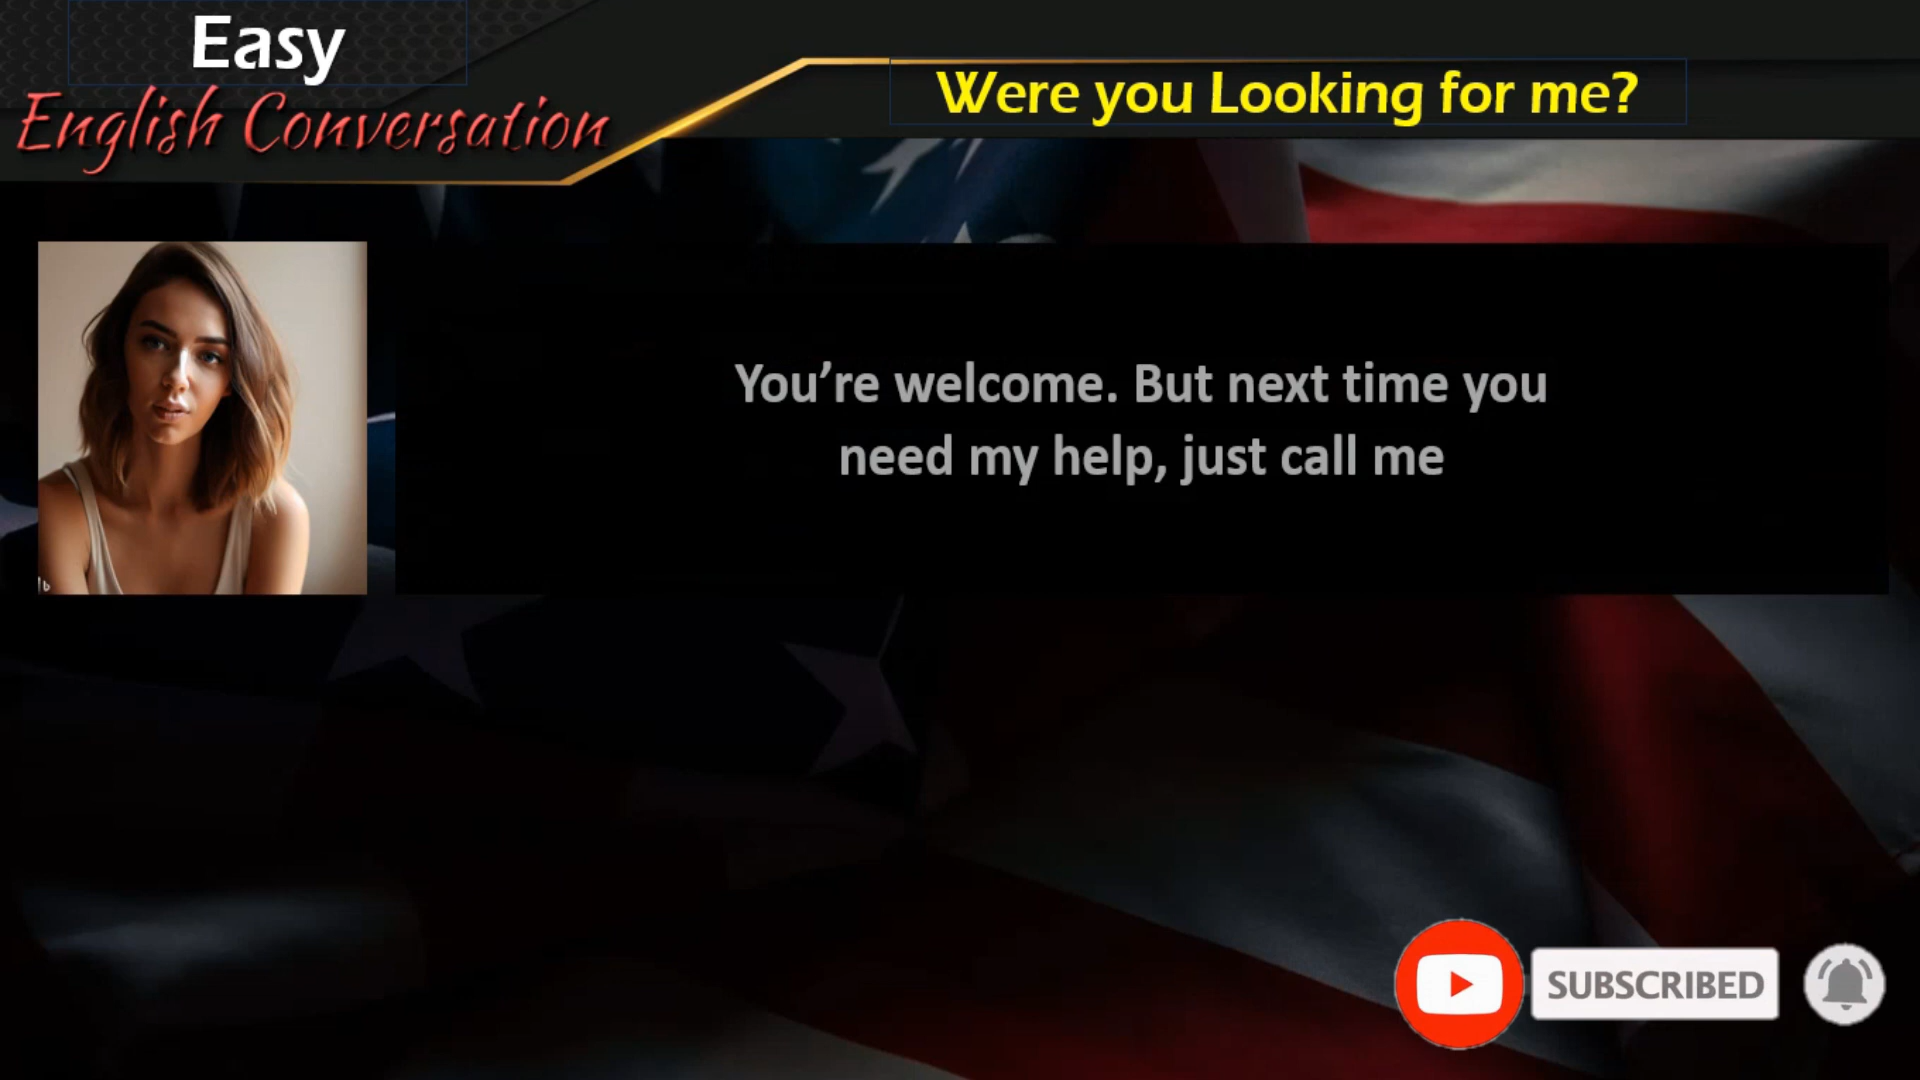 Easy
English Conversation
Were you Looking for me?
You’re welcome. But next time you
need my help, just call me
SUBSCRIBED